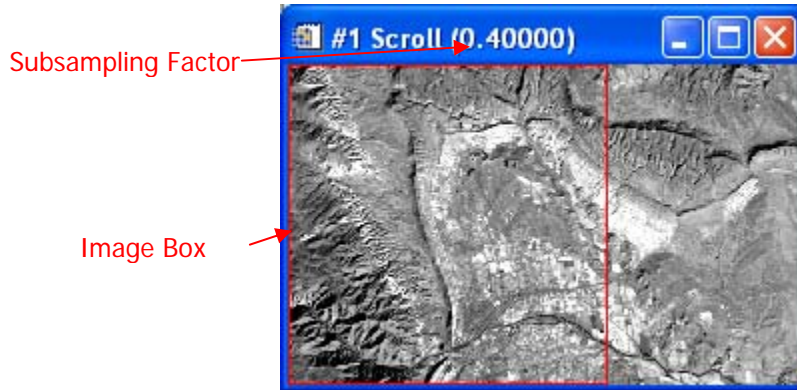 #1 Scroll (0.40000)
Subsampling Factor
Image Box